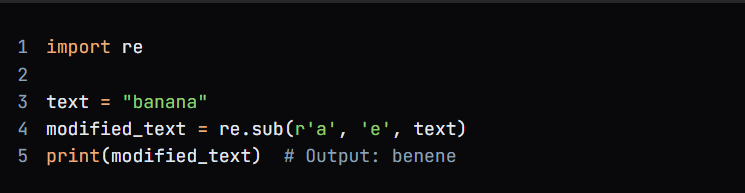 1 import re
2
3 text = "banana"
4 modified_text = re.sub(r'a', 'e', text)
5 print(modified_text)  # Output: benene